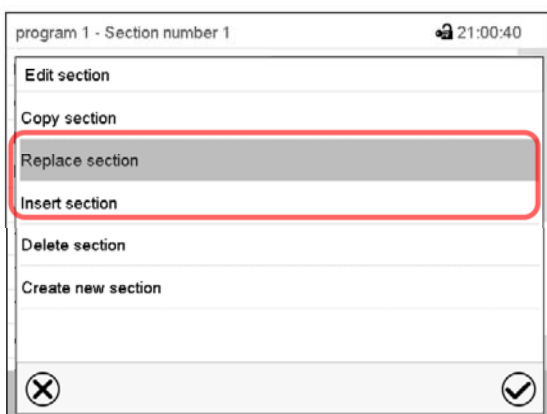 program 1 - Section number 1 21:00:40
Edit section
Copy section
Replace section
Insert section
Delete section
Create new section